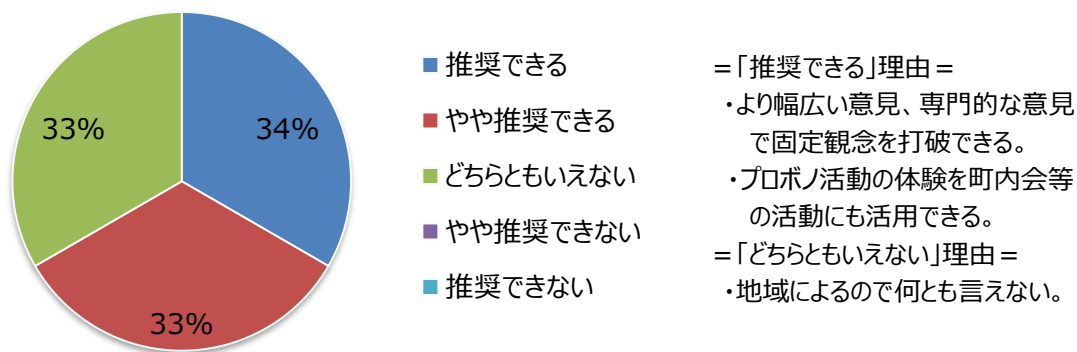 33%
34%
33%
推奨できる
やや推奨できる
どちらともいえない
やや推奨できない
推奨できない
=「推奨できる」理由=
・より幅広い意見、専門的な意見
で固定観念を打破できる。
・プロボノ活動の体験を町内会等
の活動にも活用できる。
=「どちらともいえない」理由=
・地域によるので何とも言えない。